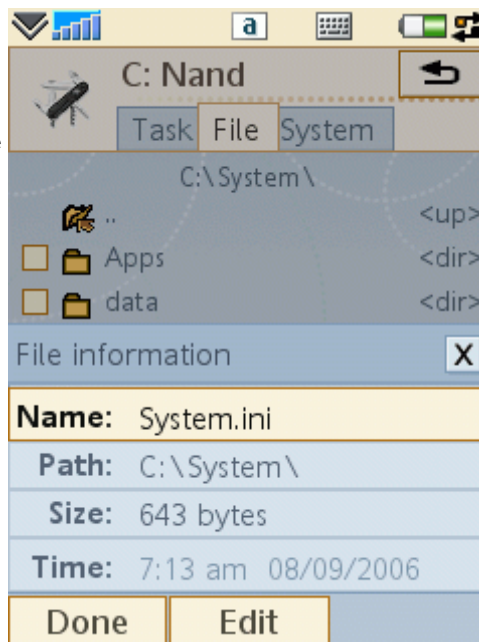 a
C: Nand
Task File System
C:\System\
.. <up>
Apps <dir>
data <dir>
File information X
Name: System.ini
Path: C:\System\
Size: 643 bytes
Time: 7:13 am 08/09/2006
Done Edit